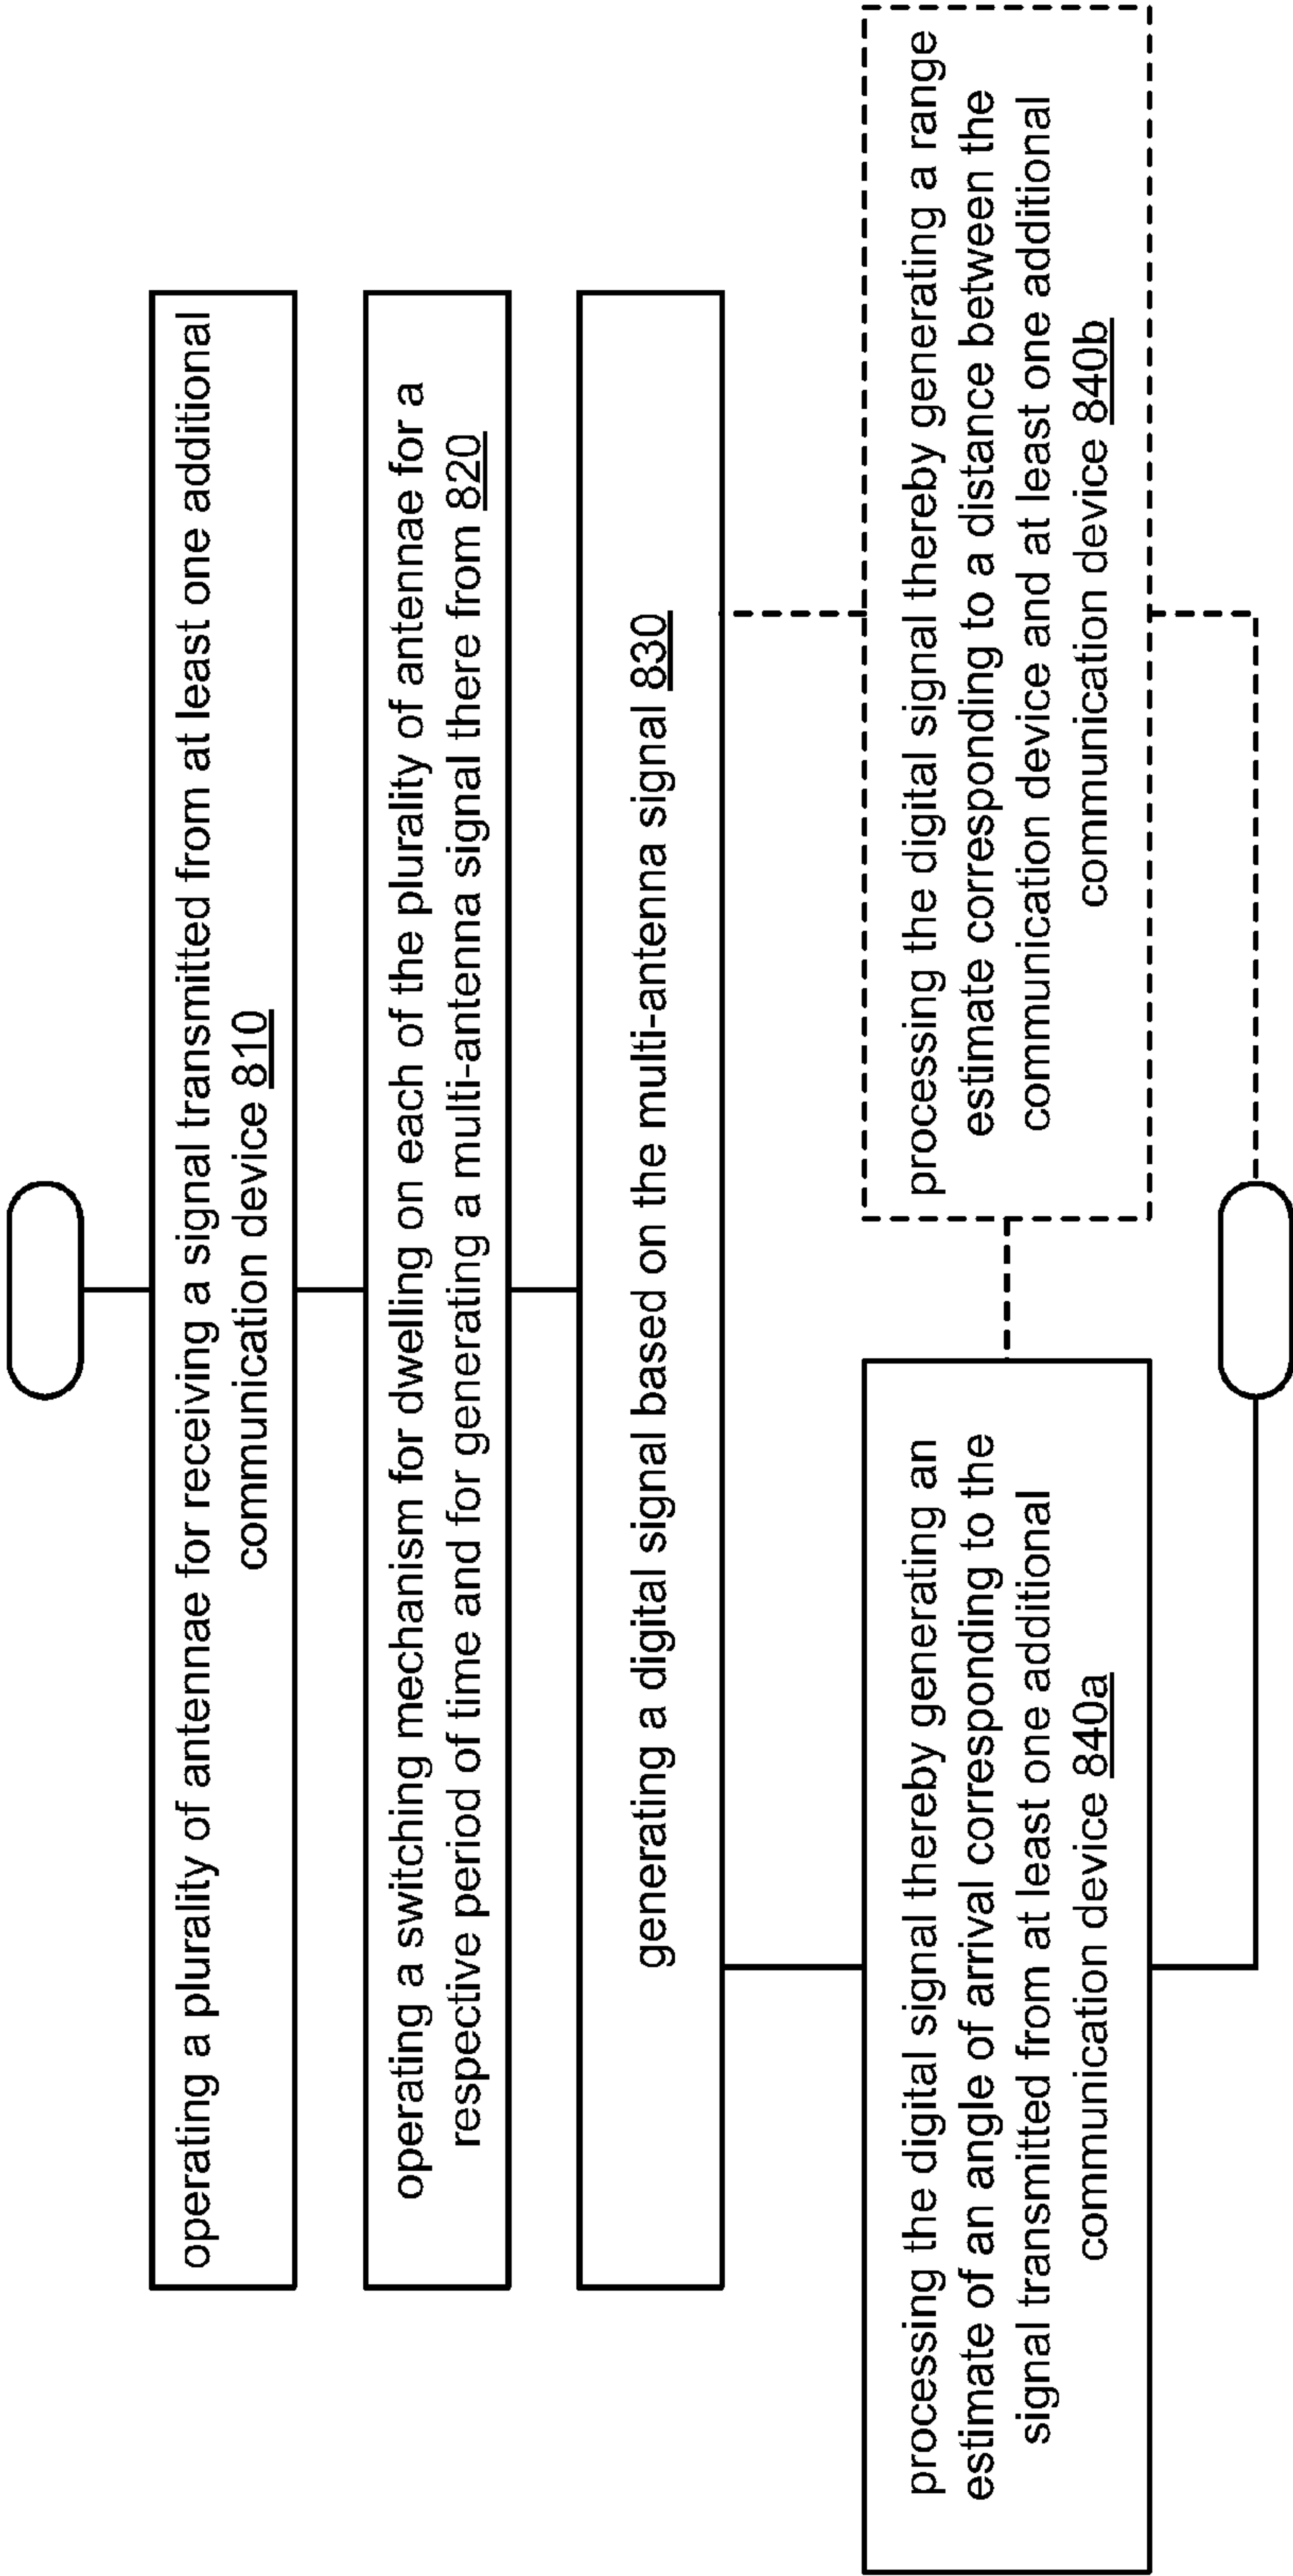 operating a plurality of antennae for receiving a signal transmitted from at least one additional
communication device 810
operating a switching mechanism for dwelling on each of the plurality of antennae for a
respective period of time and for generating a multi-antenna signal there from 820
generating a digital signal based on the multi-antenna signal 830
processing the digital signal thereby generating an
estimate of an angle of arrival corresponding to the
signal transmitted from at least one additional
communication device 840a
processing the digital signal thereby generating a range
estimate corresponding to a distance between the
communication device and at least one additional
communication device 840b